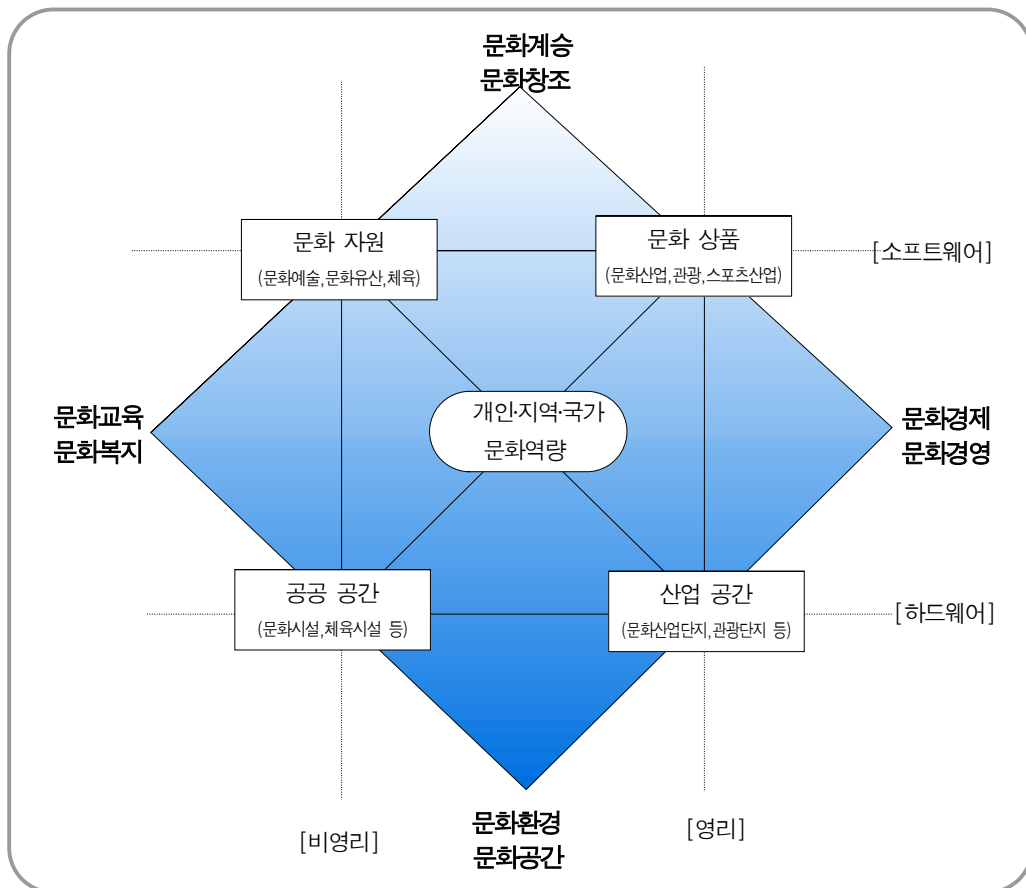 문화계승
문화창조
문화 자원
(문화예술,문화유산,체육)
문화 상품
(문화산업,관광,스포츠산업)
[소프트웨어]
문화교육
문화복지
개인·지역·국가
문화역량
문화경제
문화경영
공공 공간
(문화시설,체육시설 등)
산업 공간
(문화산업단지,관광단지 등)
[하드웨어]
[비영리]
문화환경
문화공간
[영리]